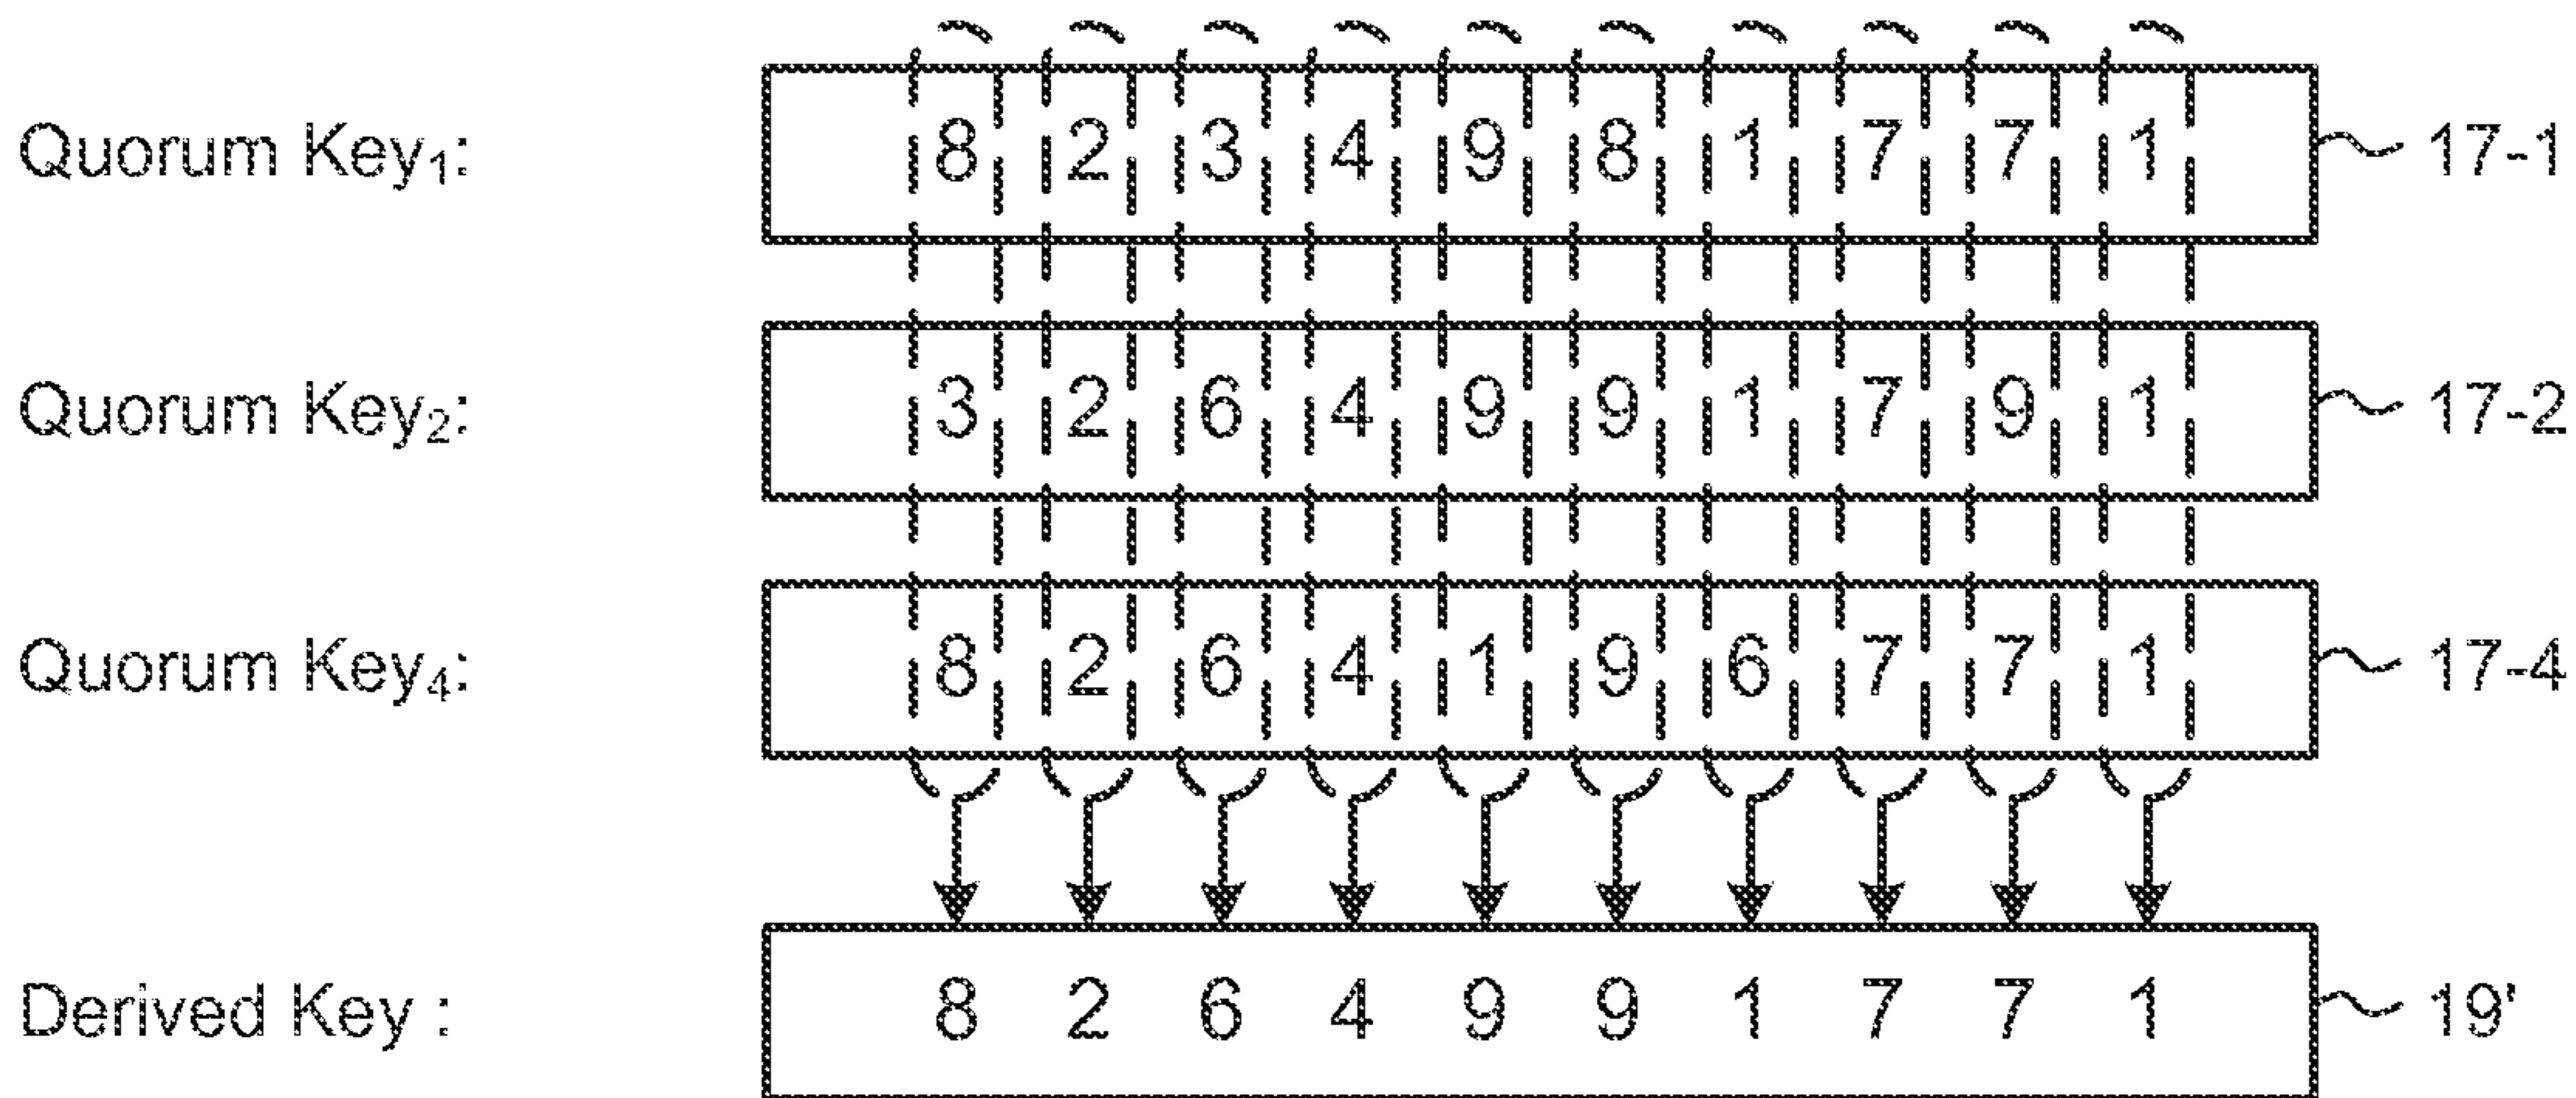 Quorum Key₁: 8 2 3 4 9 8 1 7 7 1 17-1
Quorum Key₂: 3 2 6 4 9 9 1 7 9 1 17-2
Quorum Key₄: 8 2 6 4 1 9 6 7 7 1 17-4
Derived Key : 8 2 6 4 9 9 1 7 7 1 19'